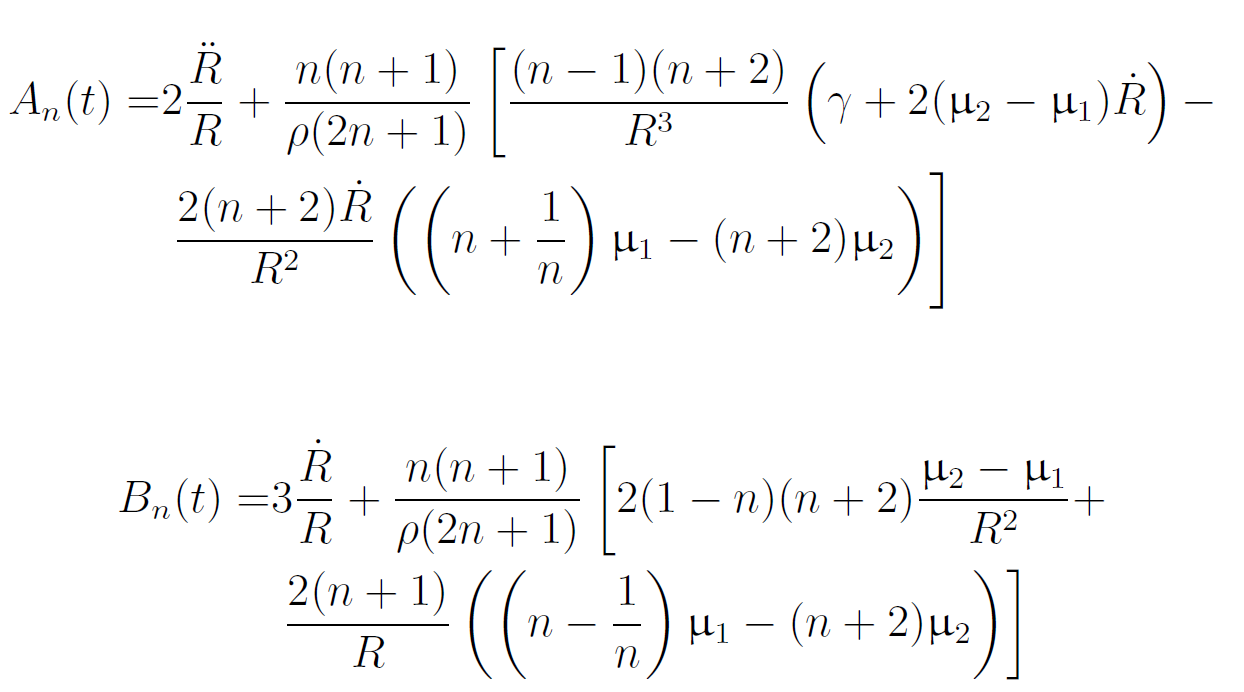 $A_n(t) = 2\frac{\ddot{R}}{R} + \frac{n(n+1)}{\rho(2n+1)} \left[ \frac{(n-1)(n+2)}{R^3} \left( \gamma + 2(\mu_2 - \mu_1)\dot{R} \right) - \right.$
$\left. \frac{2(n+2)\dot{R}}{R^2} \left( \left( n + \frac{1}{n} \right) \mu_1 - (n+2)\mu_2 \right) \right]$
$B_n(t) = 3\frac{\dot{R}}{R} + \frac{n(n+1)}{\rho(2n+1)} \left[ 2(1-n)(n+2)\frac{\mu_2 - \mu_1}{R^2} + \right.$
$\left. \frac{2(n+1)}{R} \left( \left( n - \frac{1}{n} \right) \mu_1 - (n+2)\mu_2 \right) \right]$